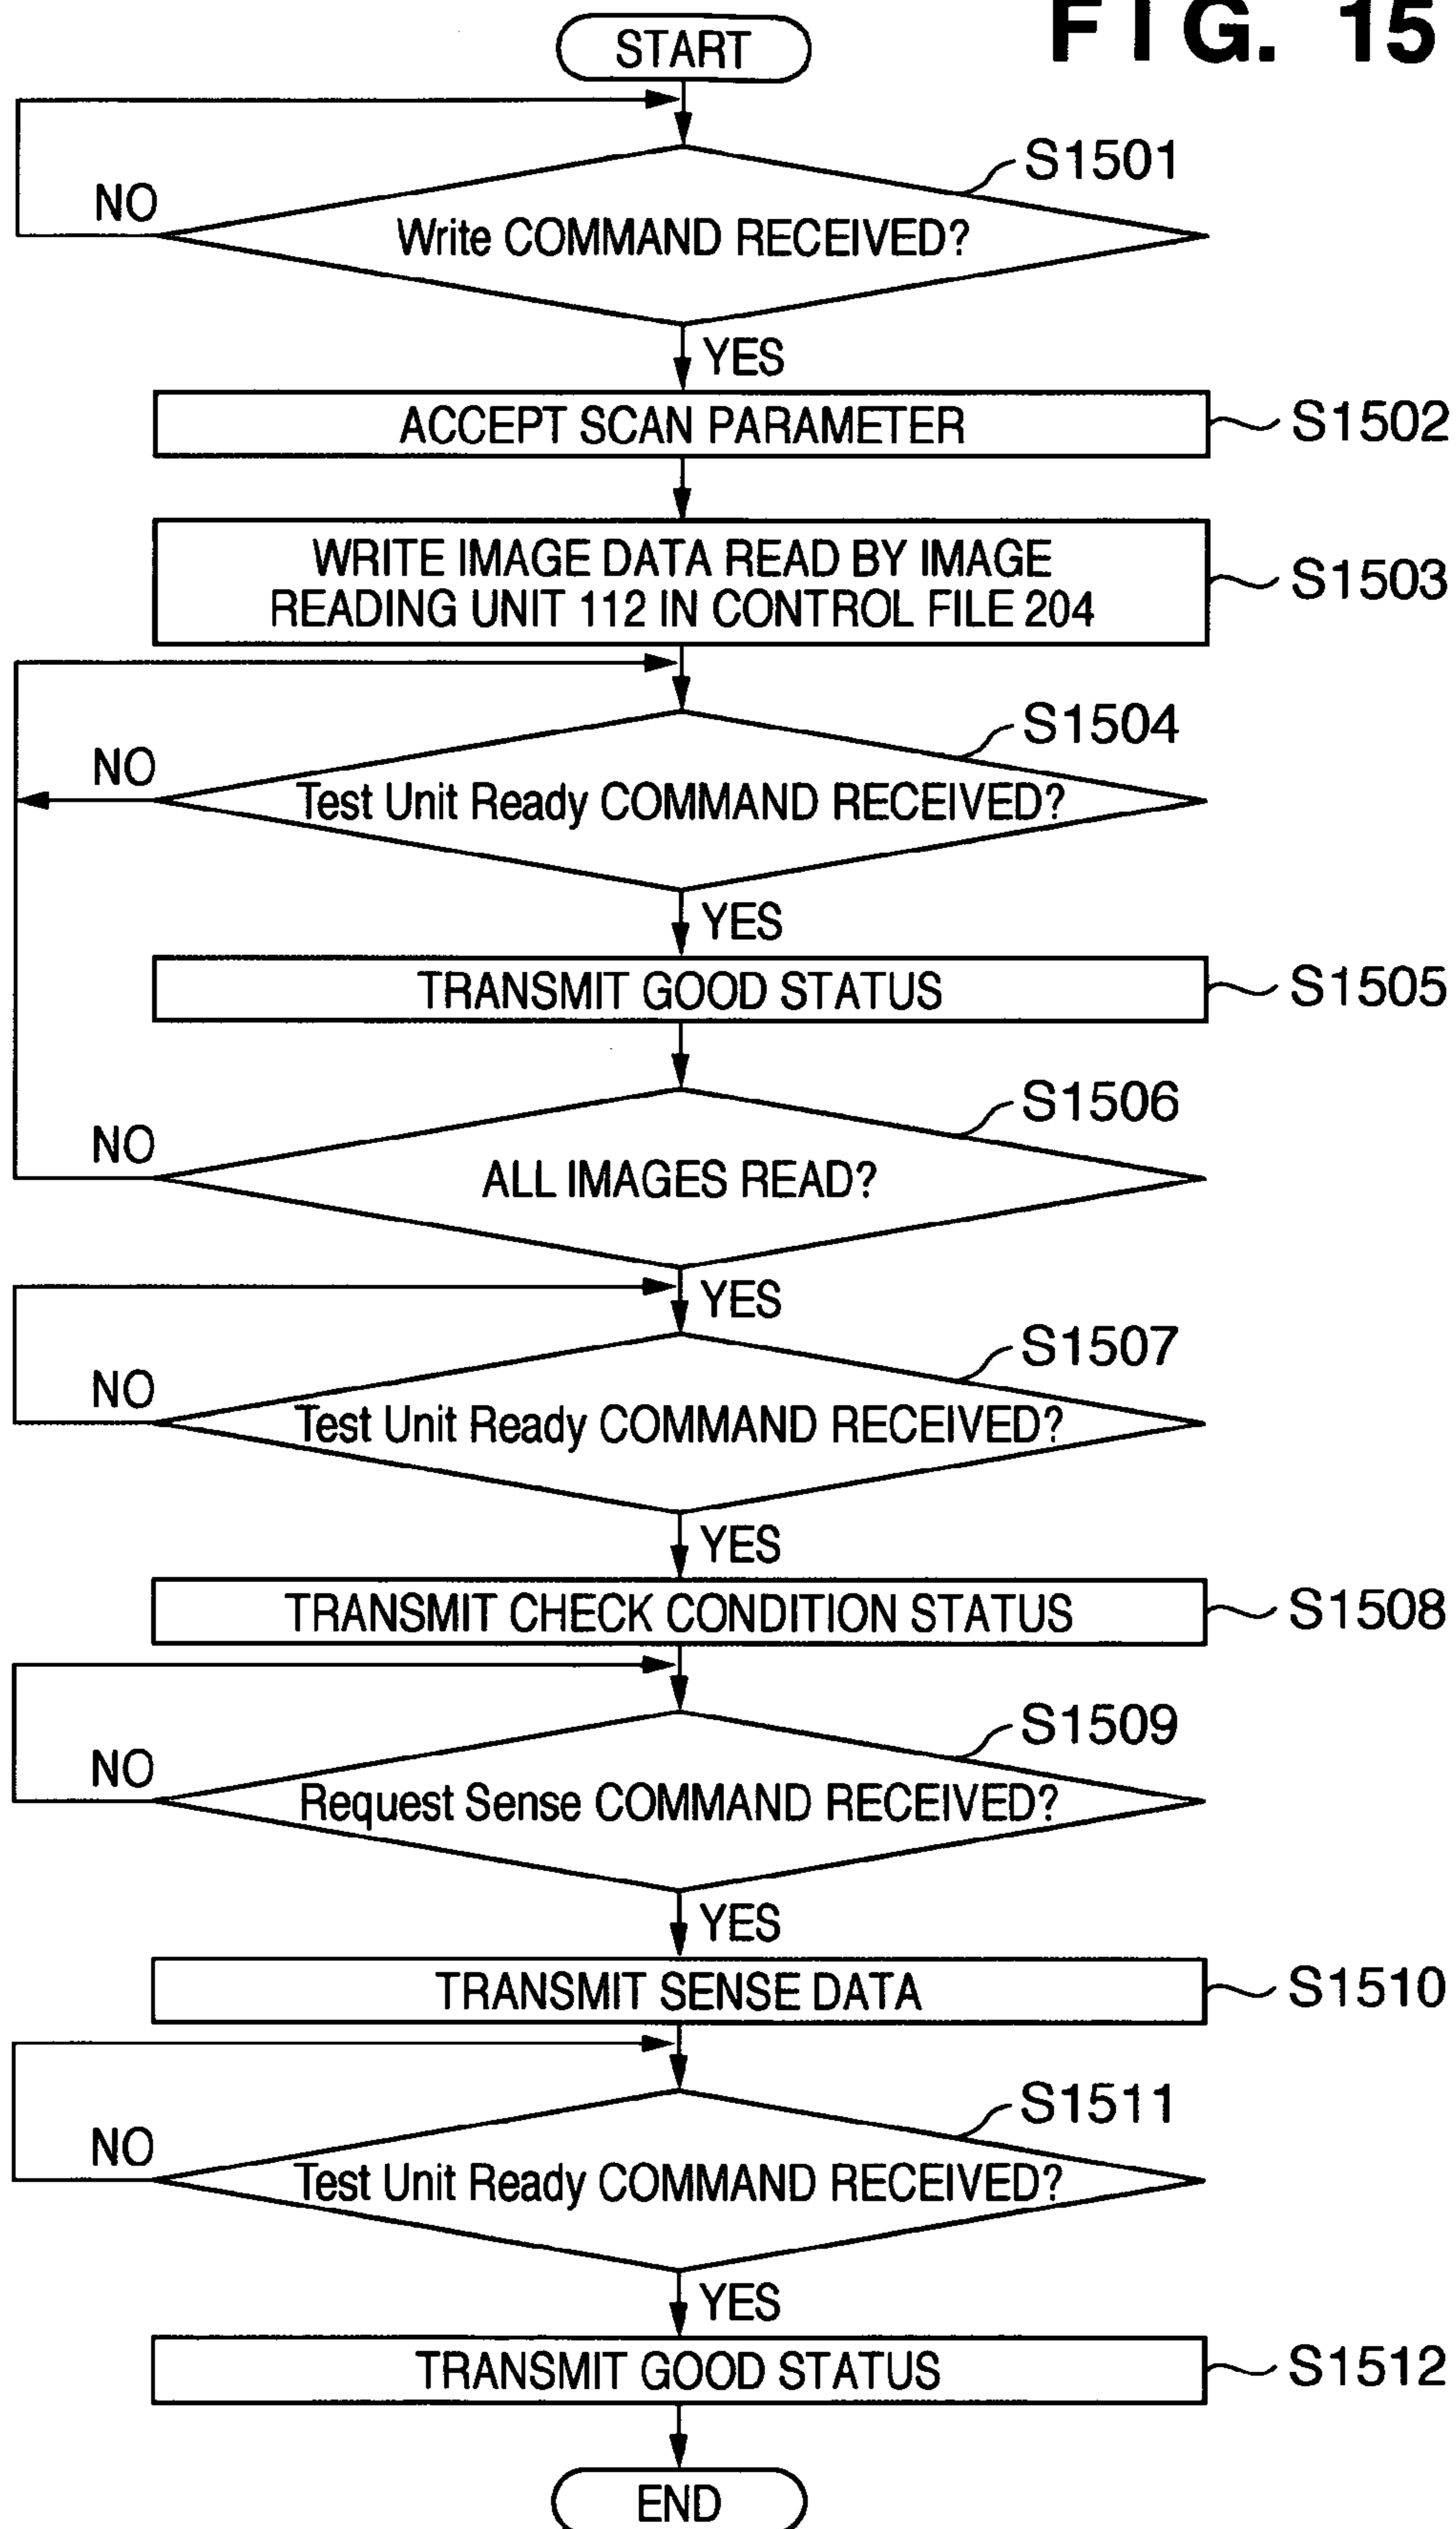 FIG. 15
START
S1501
NO
Write COMMAND RECEIVED?
YES
ACCEPT SCAN PARAMETER
S1502
WRITE IMAGE DATA READ BY IMAGE
READING UNIT 112 IN CONTROL FILE 204
S1503
S1504
NO
Test Unit Ready COMMAND RECEIVED?
YES
TRANSMIT GOOD STATUS
S1505
S1506
NO
ALL IMAGES READ?
YES
S1507
NO
Test Unit Ready COMMAND RECEIVED?
YES
TRANSMIT CHECK CONDITION STATUS
S1508
S1509
NO
Request Sense COMMAND RECEIVED?
YES
TRANSMIT SENSE DATA
S1510
S1511
NO
Test Unit Ready COMMAND RECEIVED?
YES
TRANSMIT GOOD STATUS
S1512
END